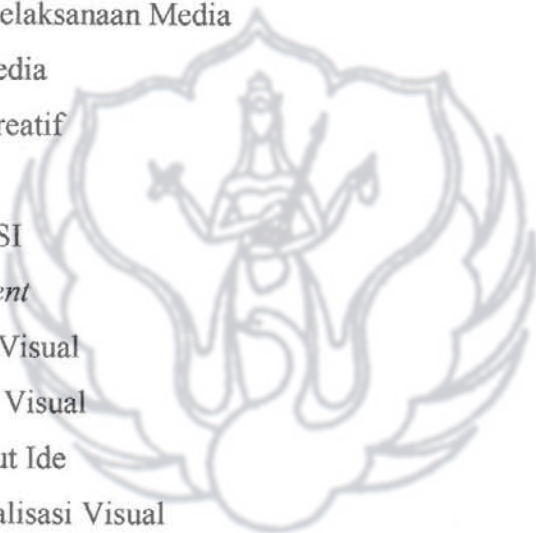 elaksanaan Media
edia
reatif
SI
ent
Visual
Visual
ut Ide
alisasi Visual